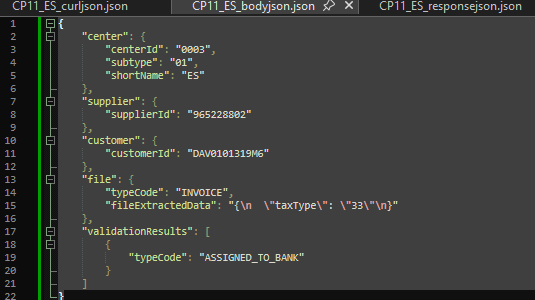 CP11_ES_curljson.json CP11_ES_bodyjson.json CP11_ES_responsejson.json
1 {
2 "center": {
3 "centerId": "0003",
4 "subtype": "01",
5 "shortName": "ES"
6 },
7 "supplier": {
8 "supplierId": "965228802"
9 },
10 "customer": {
11 "customerId": "DAV0101319M6"
12 },
13 "file": {
14 "typeCode": "INVOICE",
15 "fileExtractedData": "{\n  \"taxType\": \"33\"\n}"
16 },
17 "validationResults": [
18 {
19 "typeCode": "ASSIGNED_TO_BANK"
20 }
21 ]
22 }